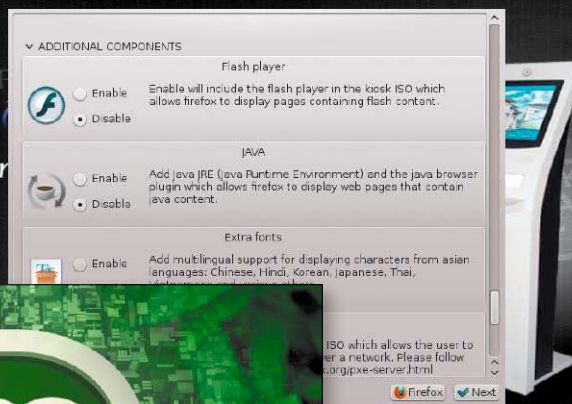 ADDITIONAL COMPONENTS
Flash player
Enable
Disable
Enable will include the flash player in the kiosk ISO which
allows firefox to display pages containing flash content.
JAVA
Enable
Disable
Add Java JRE (Java Runtime Environment) and the java browser
plugin which allows firefox to display web pages that contain
java content.
Extra fonts
Enable
Add multilingual support for displaying characters from asian
languages: Chinese, Hindi, Korean, Japanese, Thai,
ISO which allows the user to
er a network. Please follow
.org/pxe-server.html
Firefox
Next